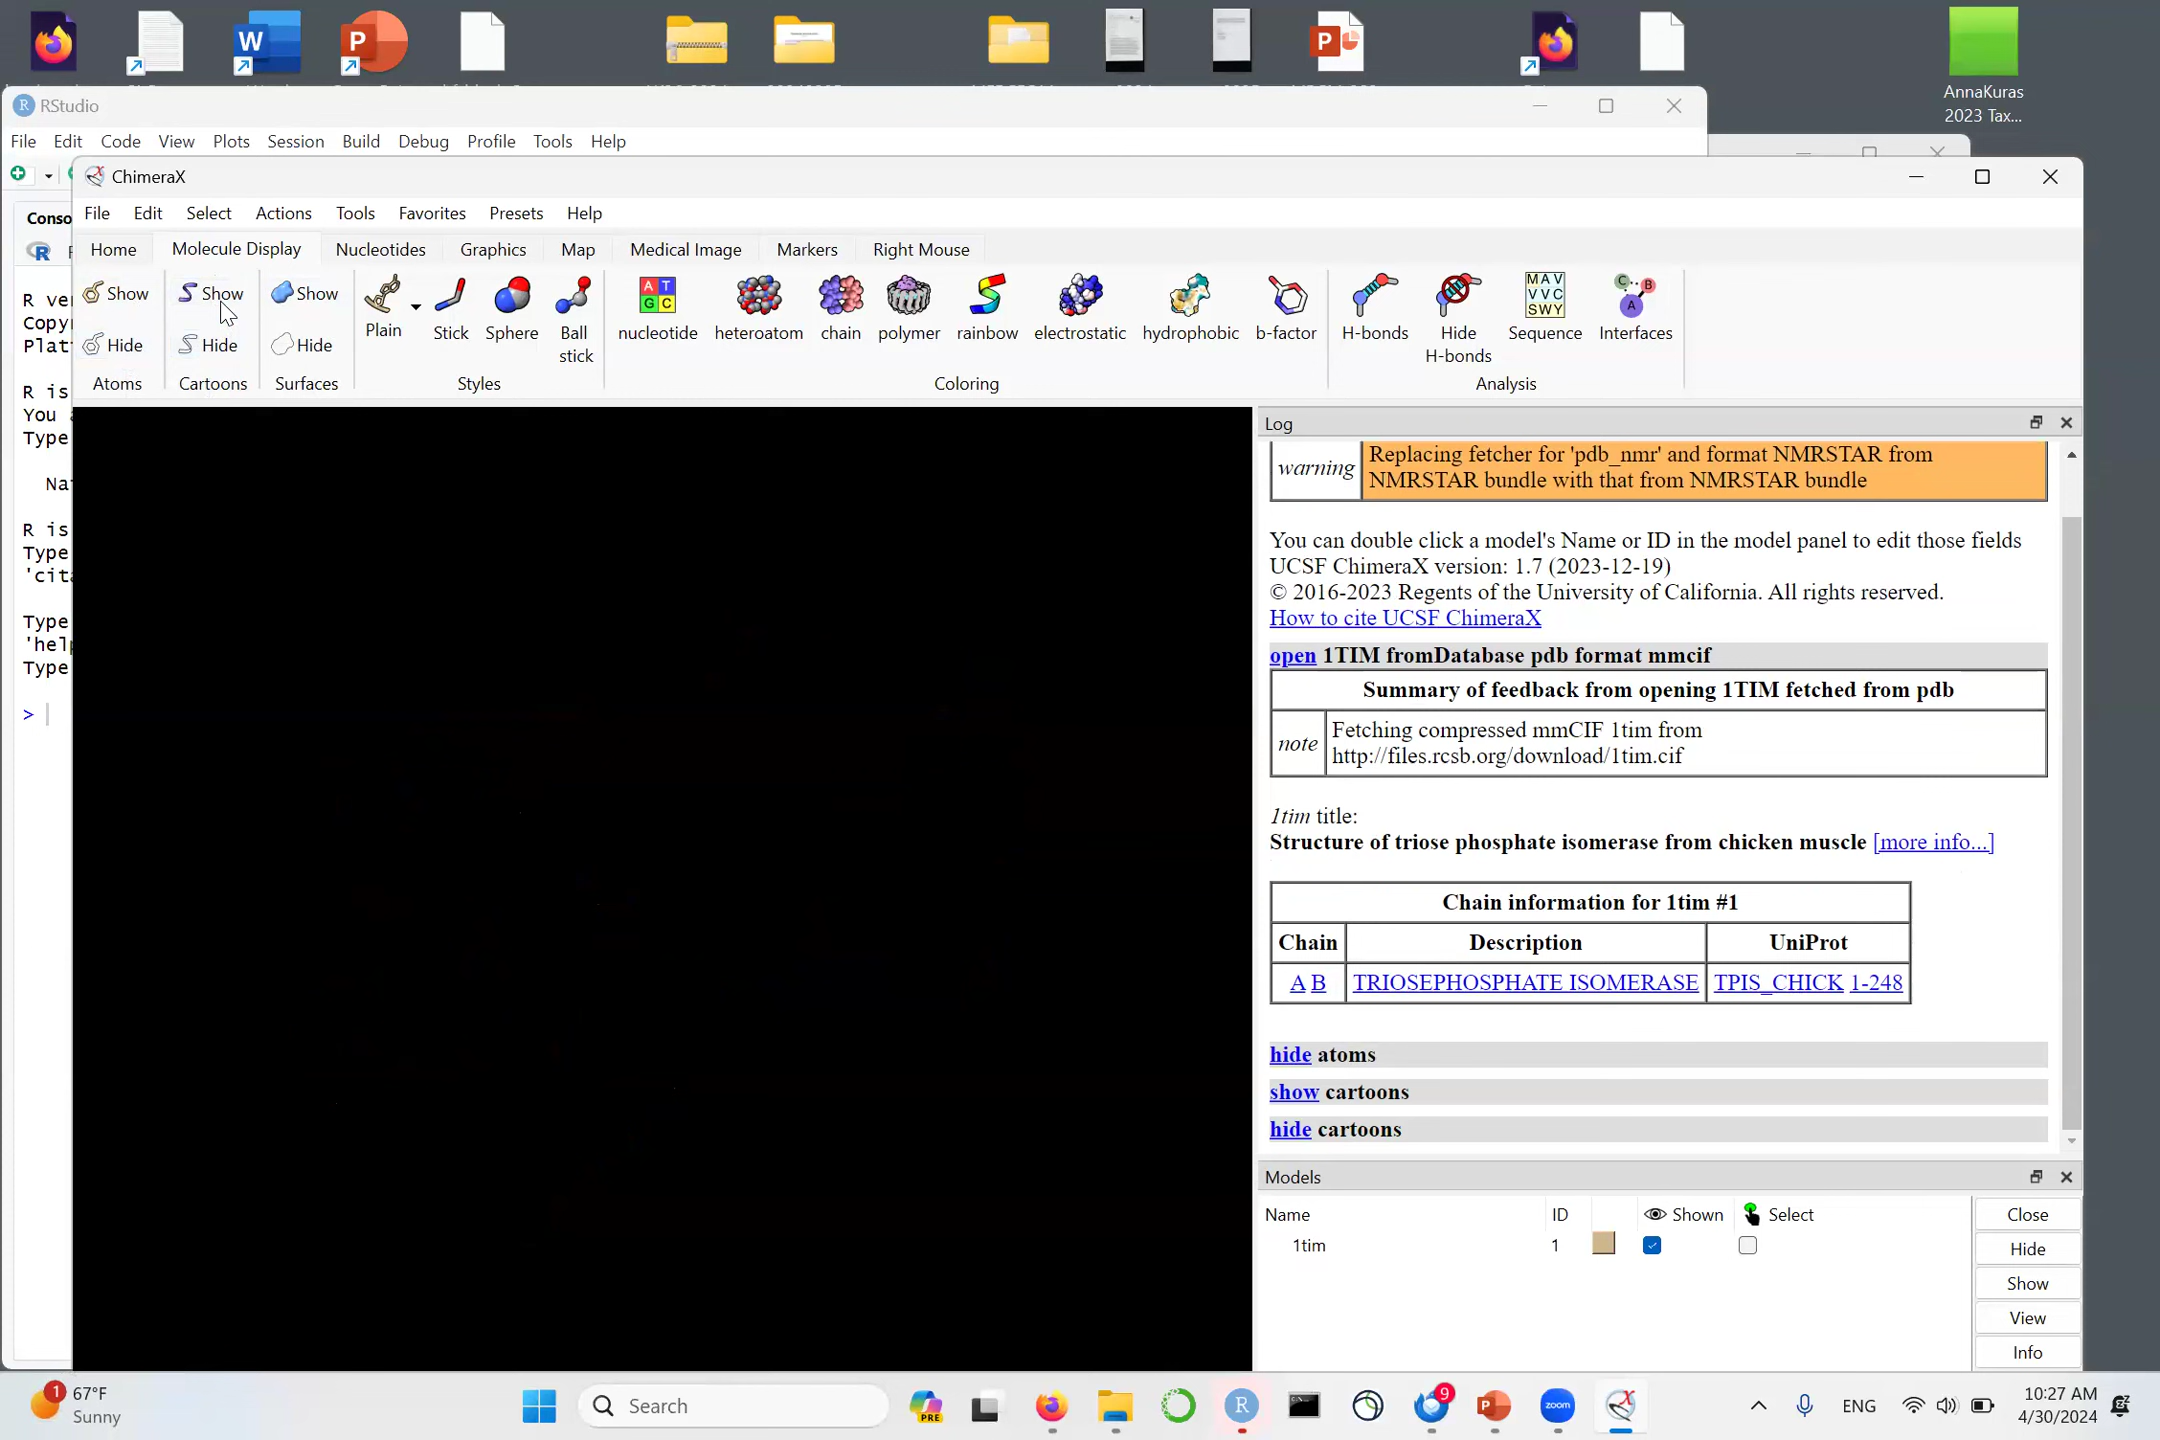 AnnaKuras
2023 Tax...
RStudio
File Edit Code View Plots Session Build Debug Profile Tools Help
ChimeraX
File Edit Select Actions Tools Favorites Presets Help
Home Molecule Display Nucleotides Graphics Map Medical Image Markers Right Mouse
Show Show Show
Hide Hide Hide
Atoms Cartoons Surfaces
Plain Stick Sphere Ball stick
Styles
nucleotide heteroatom chain polymer rainbow electrostatic hydrophobic b-factor
Coloring
H-bonds Hide H-bonds Sequence Interfaces
Analysis
Conso
R ver
Copyr
Platf
R is
You a
Type
Nat
R is
Type
'cita
Type
'help
Type
>
Log
warning Replacing fetcher for 'pdb_nmr' and format NMRSTAR from
NMRSTAR bundle with that from NMRSTAR bundle
You can double click a model's Name or ID in the model panel to edit those fields
UCSF ChimeraX version: 1.7 (2023-12-19)
© 2016-2023 Regents of the University of California. All rights reserved.
How to cite UCSF ChimeraX
open 1TIM fromDatabase pdb format mmcif
Summary of feedback from opening 1TIM fetched from pdb
note Fetching compressed mmCIF 1tim from
http://files.rcsb.org/download/1tim.cif
1tim title:
Structure of triose phosphate isomerase from chicken muscle [more info...]
Chain information for 1tim #1
Chain Description UniProt
A B TRIOSEPHOSPHATE ISOMERASE TPIS_CHICK 1-248
hide atoms
show cartoons
hide cartoons
Models
Name ID Shown Select
1tim 1
Close
Hide
Show
View
Info
1 67°F
Sunny
Search
PRE
9
zoom
ENG
10:27 AM
4/30/2024